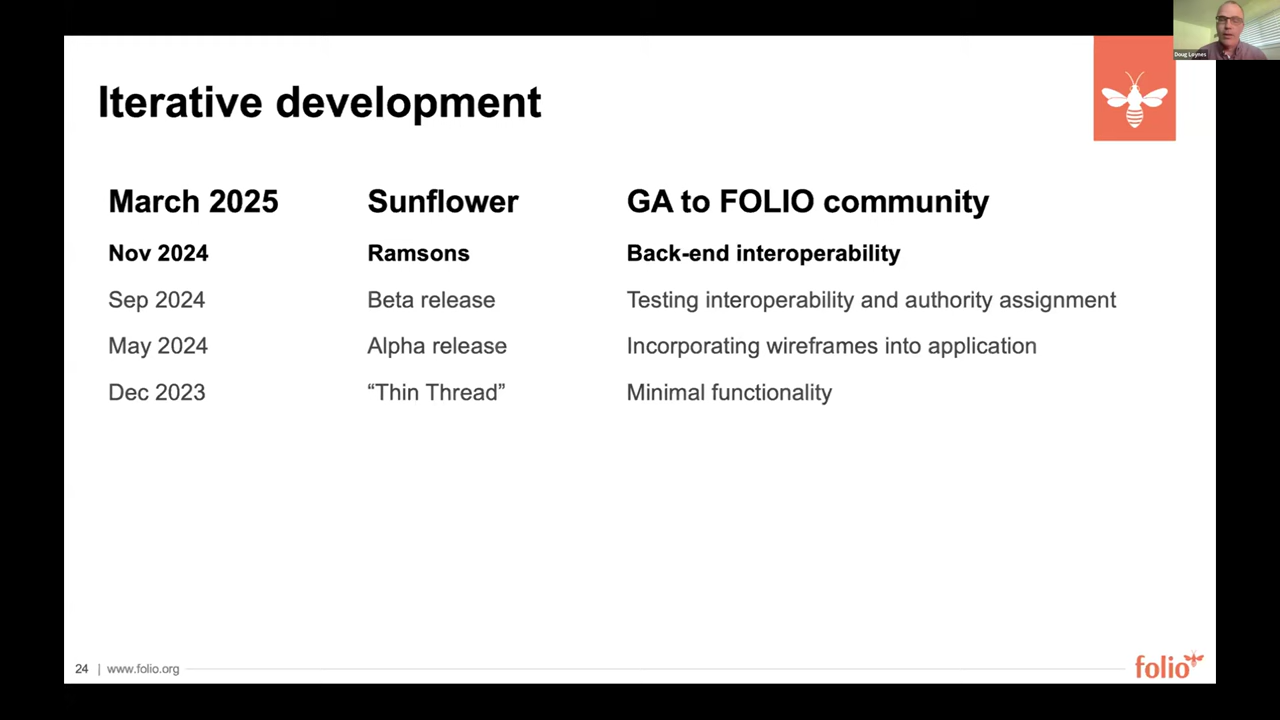 Doug Loynes
Iterative development
March 2025 Sunflower GA to FOLIO community
Nov 2024 Ramsons Back-end interoperability
Sep 2024 Beta release Testing interoperability and authority assignment
May 2024 Alpha release Incorporating wireframes into application
Dec 2023 “Thin Thread” Minimal functionality
24 | www.folio.org
folio